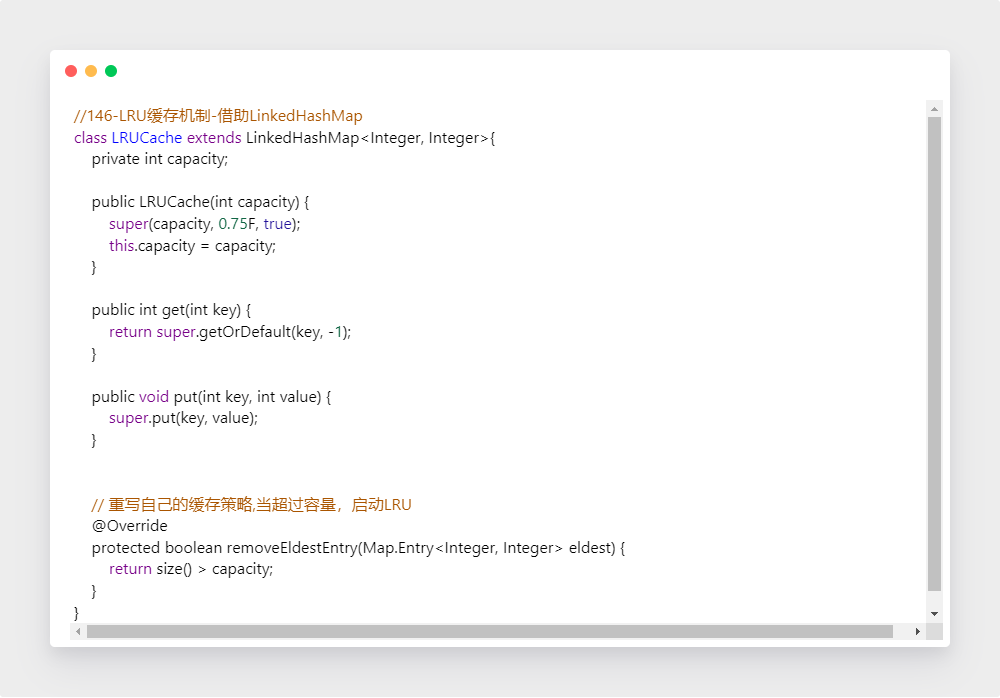 //146-LRU缓存机制-借助LinkedHashMap
class LRUCache extends LinkedHashMap<Integer, Integer>{
private int capacity;
public LRUCache(int capacity) {
super(capacity, 0.75F, true);
this.capacity = capacity;
}
public int get(int key) {
return super.getOrDefault(key, -1);
}
public void put(int key, int value) {
super.put(key, value);
}
// 重写自己的缓存策略,当超过容量，启动LRU
@Override
protected boolean removeEldestEntry(Map.Entry<Integer, Integer> eldest) {
return size() > capacity;
}
}